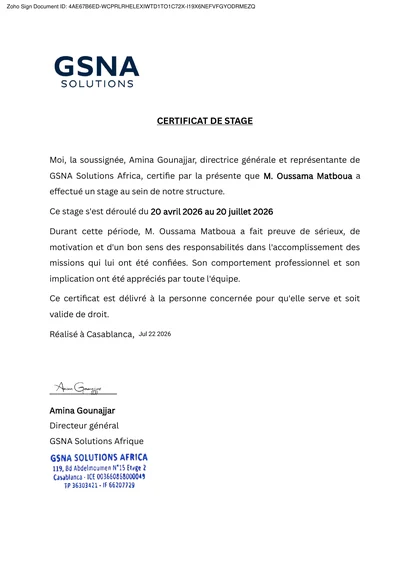 Zoho Sign Document ID: 4AE67B6ED-WCPRLRHELEXIWTD1TO1C72X-I19X6NEFVFGYODRMEZQ
GSNA
SOLUTIONS
CERTIFICAT DE STAGE
Moi, la soussignée, Amina Gounajjar, directrice générale et représentante de
GSNA Solutions Africa, certifie par la présente que M. Oussama Matboua a
effectué un stage au sein de notre structure.
Ce stage s'est déroulé du 20 avril 2026 au 20 juillet 2026
Durant cette période, M. Oussama Matboua a fait preuve de sérieux, de
motivation et d'un bon sens des responsabilités dans l'accomplissement des
missions qui lui ont été confiées. Son comportement professionnel et son
implication ont été appréciés par toute l'équipe.
Ce certificat est délivré à la personne concernée pour qu'elle serve et soit
valide de droit.
Réalisé à Casablanca, Jul 22 2026
Amina Gounajjar
Directeur général
GSNA Solutions Afrique
GSNA SOLUTIONS AFRICA
119, Bd Abdelmoumen N°15 Etage 2
Casablanca - ICE 003660818000049
TP 36303421 - IF 66207729